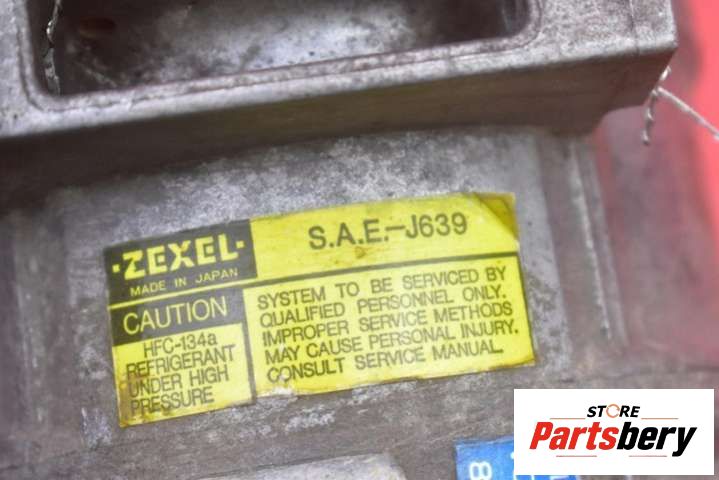 ·ZEXEL·
MADE IN JAPAN
S.A.E.-J639
CAUTION
HFC-134a
REFRIGERANT
UNDER HIGH
PRESSURE
SYSTEM TO BE SERVICED BY
QUALIFIED PERSONNEL ONLY.
IMPROPER SERVICE METHODS
MAY CAUSE PERSONAL INJURY.
CONSULT SERVICE MANUAL.
8
STORE
Partsbery